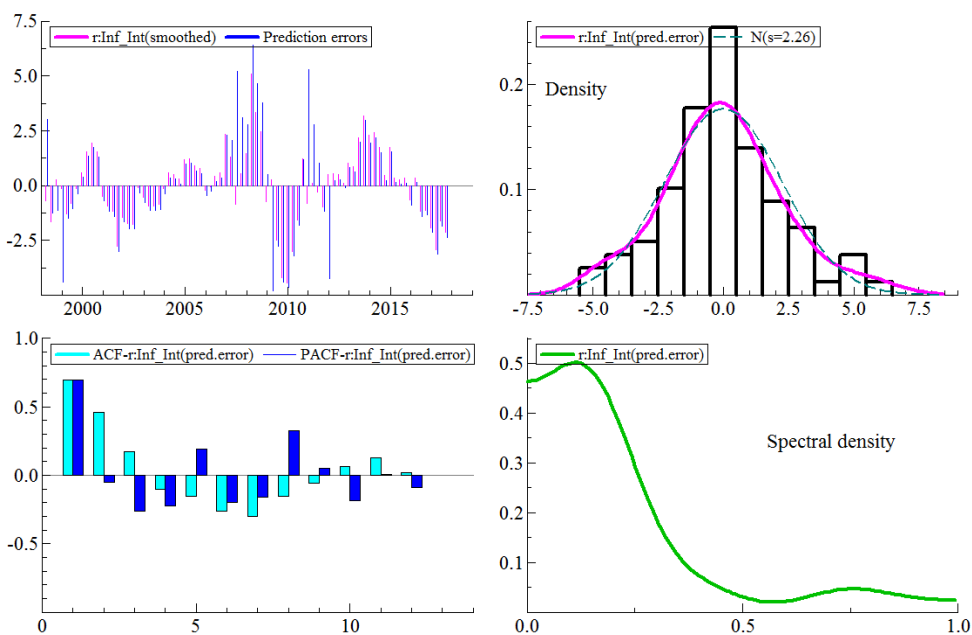 7.5
r:Inf_Int(smoothed) Prediction errors
5.0
2.5
0.0
-2.5
2000 2005 2010 2015
r:Inf_Int(pred.error) N(s=2.26)
Density
0.2
0.1
-7.5 -5.0 -2.5 0.0 2.5 5.0 7.5
1.0
ACF-r:Inf_Int(pred.error) PACF-r:Inf_Int(pred.error)
0.5
0.0
-0.5
0 5 10
0.5
r:Inf_Int(pred.error)
0.4
Spectral density
0.3
0.2
0.1
0.0 0.5 1.0